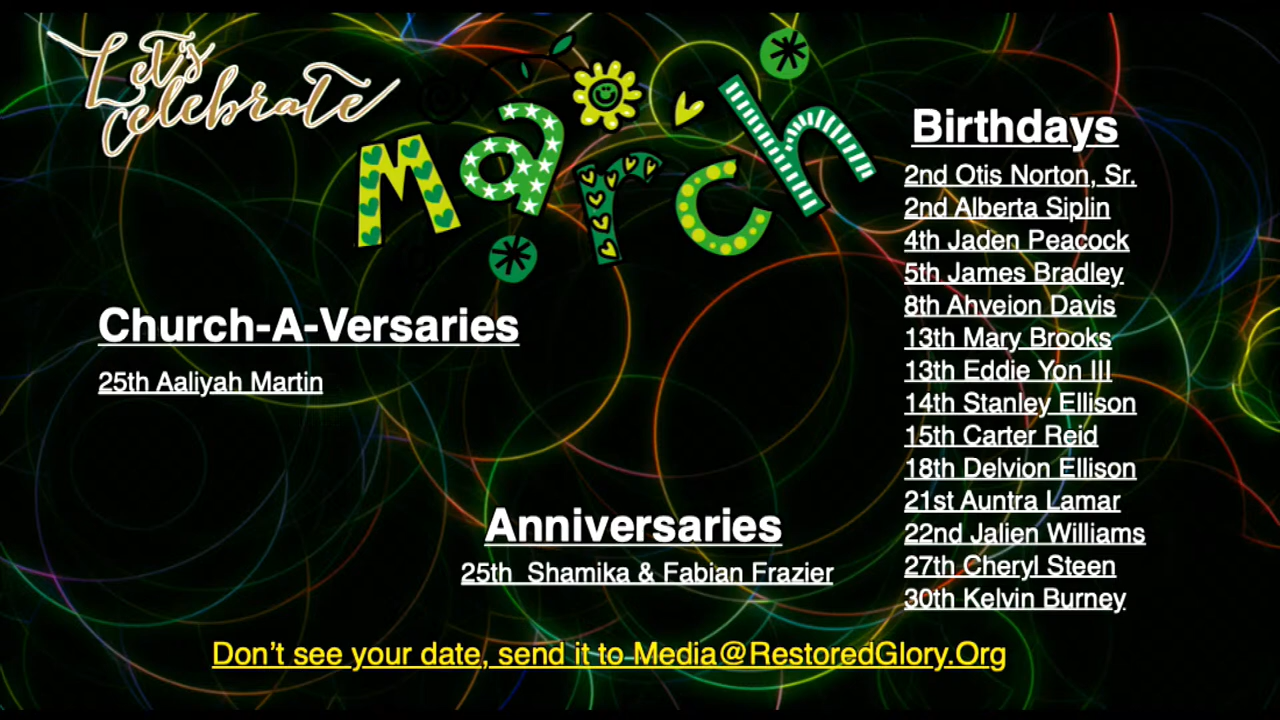 Let's
celebrate
March
Birthdays
2nd Otis Norton, Sr.
2nd Alberta Siplin
4th Jaden Peacock
5th James Bradley
8th Ahveion Davis
13th Mary Brooks
13th Eddie Yon III
14th Stanley Ellison
15th Carter Reid
18th Delvion Ellison
21st Auntra Lamar
22nd Jalien Williams
27th Cheryl Steen
30th Kelvin Burney
Church-A-Versaries
25th Aaliyah Martin
Anniversaries
25th  Shamika & Fabian Frazier
Don’t see your date, send it to Media@RestoredGlory.Org